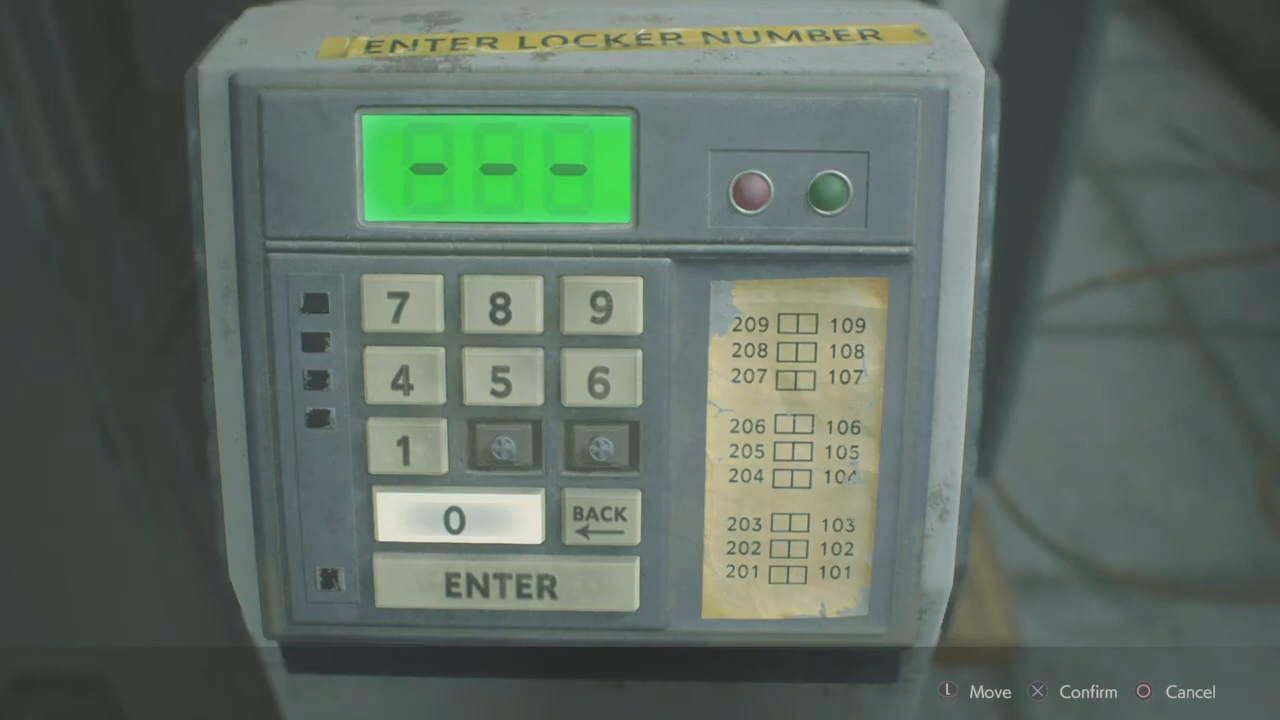 ENTER LOCKER NUMBER
- - -
7 8 9
4 5 6
1
0 BACK
ENTER
209 109
208 108
207 107
206 106
205 105
204 104
203 103
202 102
201 101
L Move X Confirm O Cancel